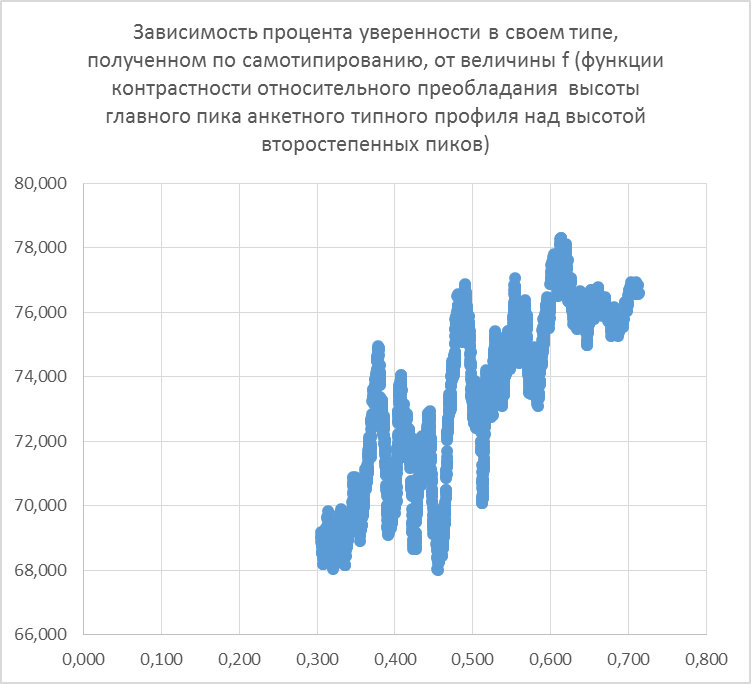 Зависимость процента уверенности в своем типе,
полученном по самотипированию, от величины f (функции
контрастности относительного преобладания  высоты
главного пика анкетного типного профиля над высотой
второстепенных пиков)
80,000
78,000
76,000
74,000
72,000
70,000
68,000
66,000
0,000 0,100 0,200 0,300 0,400 0,500 0,600 0,700 0,800